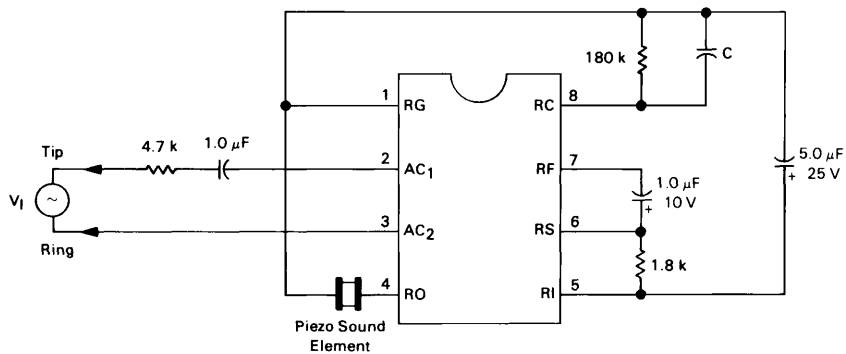 180 k
C
1 RG
RC 8
4.7 k
1.0 μF
Tip
2 AC1
RF 7
5.0 μF
+ 25 V
VI
~
1.0 μF
+ 10 V
3 AC2
RS 6
Ring
1.8 k
4 RO
RI 5
Piezo Sound
Element